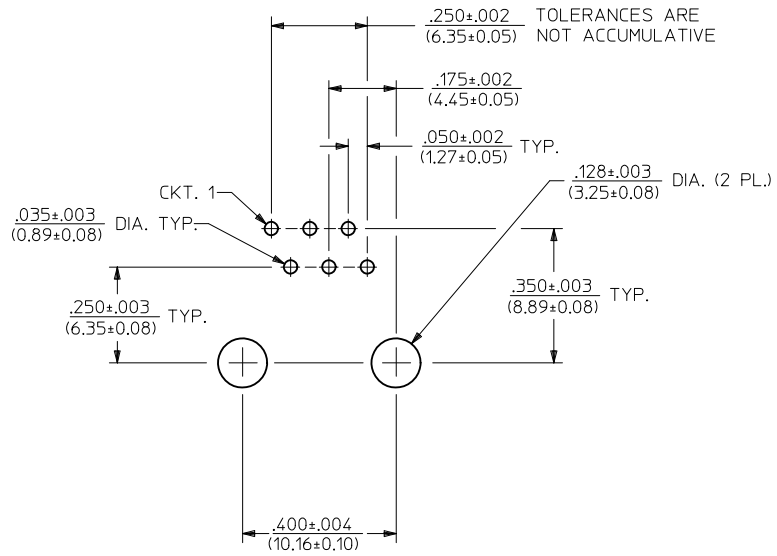 .250±.002 TOLERANCES ARE
(6.35±0.05) NOT ACCUMULATIVE
.175±.002
(4.45±0.05)
.050±.002 TYP.
(1.27±0.05)
.128±.003 DIA. (2 PL.)
(3.25±0.08)
CKT. 1
.035±.003 DIA. TYP.
(0.89±0.08)
.250±.003 TYP.
(6.35±0.08)
.350±.003 TYP.
(8.89±0.08)
.400±.004
(10.16±0.10)